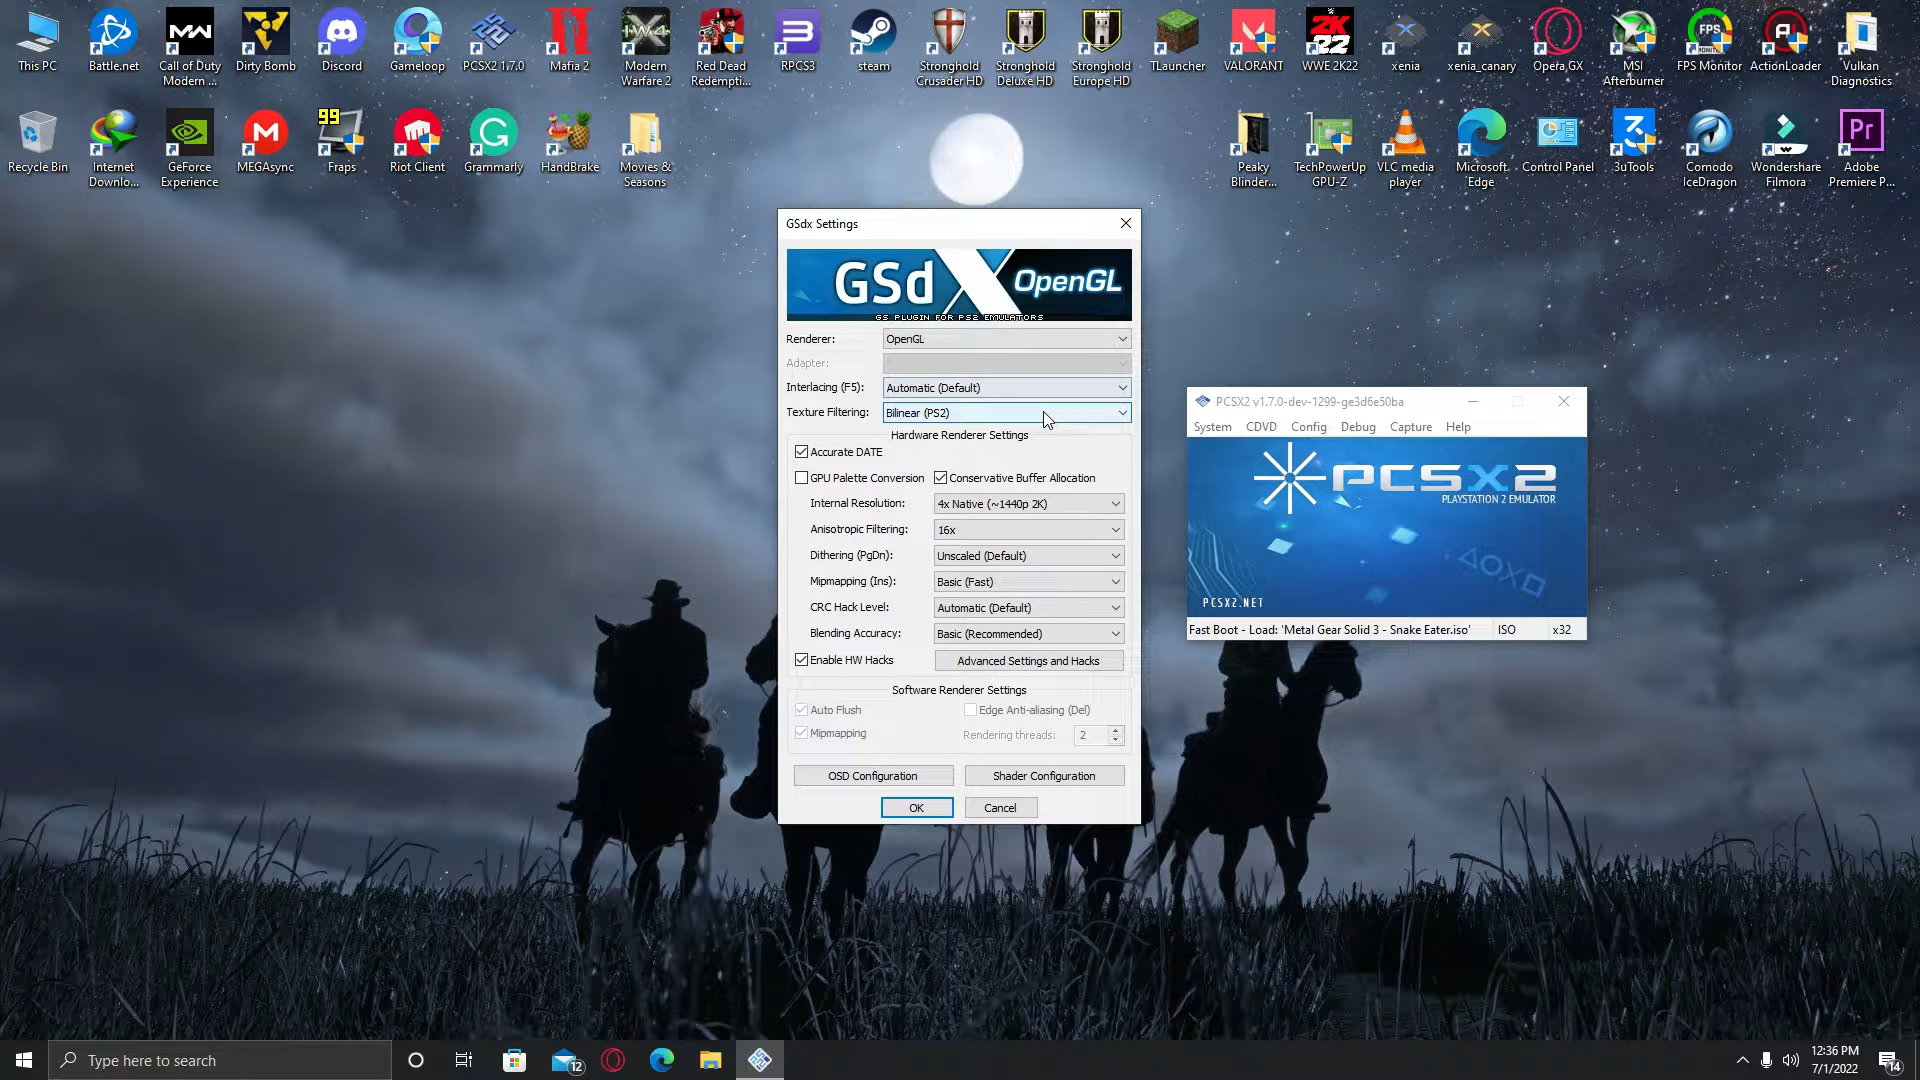 This PC
Battle.net
Call of Duty
Modern ...
Dirty Bomb
Discord
Gameloop
PCSX2 1.7.0
Mafia 2
Modern
Warfare 2
Red Dead
Redempti...
RPCS3
steam
Stronghold
Crusader HD
Stronghold
Deluxe HD
Stronghold
Europe HD
TLauncher
VALORANT
WWE 2K22
xenia
xenia_canary
Opera GX
MSI
Afterburner
FPS Monitor
ActionLoader
Vulkan
Diagnostics
Recycle Bin
Internet
Downlo...
GeForce
Experience
MEGAsync
99
Fraps
Riot Client
Grammarly
HandBrake
Movies &
Seasons
Peaky
Blinder...
TechPowerUp
GPU-Z
VLC media
player
Microsoft
Edge
Control Panel
3uTools
Comodo
IceDragon
Wondershare
Filmora
Pr
Adobe
Premiere P...
GSdx Settings
GSdX OpenGL
GS PLUGIN FOR PS2 EMULATORS
Renderer: OpenGL
Adapter:
Interlacing (F5): Automatic (Default)
Texture Filtering: Bilinear (PS2)
Hardware Renderer Settings
Accurate DATE
GPU Palette Conversion Conservative Buffer Allocation
Internal Resolution: 4x Native (~1440p 2K)
Anisotropic Filtering: 16x
Dithering (PgDn): Unscaled (Default)
Mipmapping (Ins): Basic (Fast)
CRC Hack Level: Automatic (Default)
Blending Accuracy: Basic (Recommended)
Enable HW Hacks Advanced Settings and Hacks
Software Renderer Settings
Auto Flush Edge Anti-aliasing (Del)
Mipmapping Rendering threads: 2
OSD Configuration Shader Configuration
OK Cancel
PCSX2 v1.7.0-dev-1299-ge3d6e50ba
System CDVD Config Debug Capture Help
PCSX2
PLAYSTATION 2 EMULATOR
PCSX2.NET
Fast Boot - Load: 'Metal Gear Solid 3 - Snake Eater.iso' ISO x32
Type here to search
12
12:36 PM
7/1/2022
14